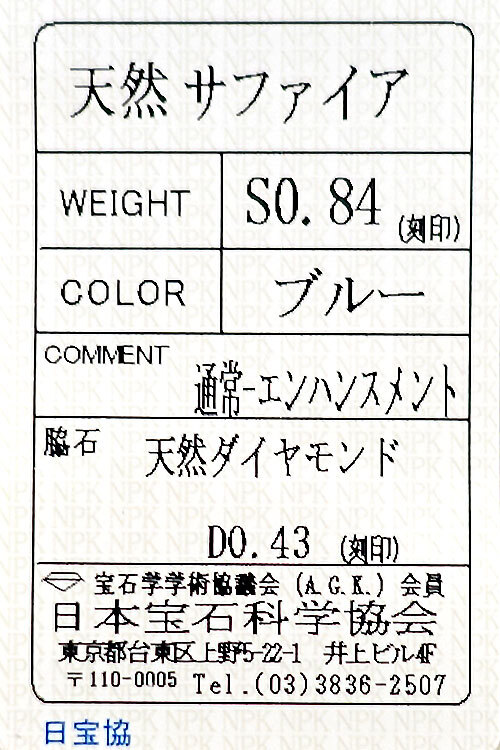 天然 サファイア
WEIGHT S0.84 (刻印)
COLOR ブルー
COMMENT
通常-エンハンスメント
脇石 天然ダイヤモンド
D0.43 (刻印)
宝石学学術協議会 (A.G.K.) 会員
日本宝石科学協会
東京都台東区上野5-22-1 井上ビル4F
〒110-0005 Tel.(03)3836-2507
日宝協